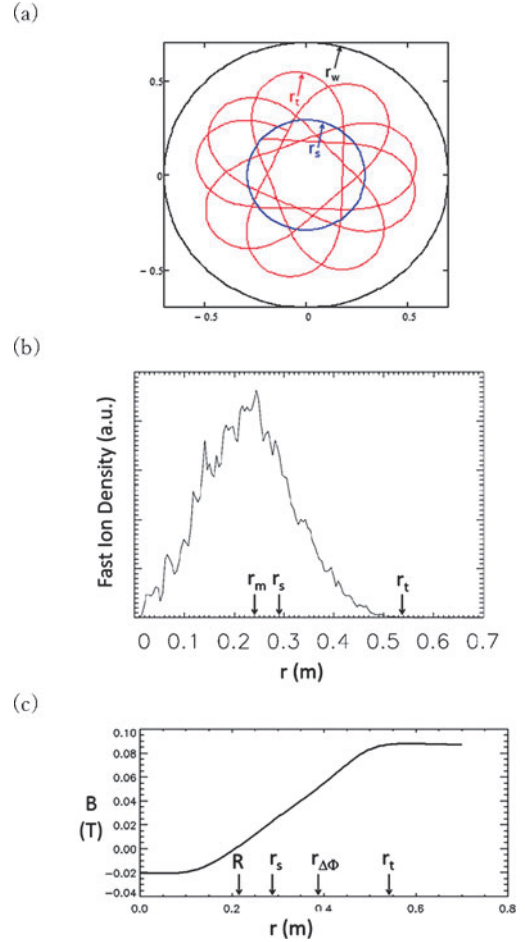 (a)
0.5
0
−0.5
r_w
r_t
r_s
−0.5 0 0.5
(b)
Fast Ion Density (a.u.)
r_m r_s r_t
0 0.1 0.2 0.3 0.4 0.5 0.6 0.7
r (m)
(c)
0.10
0.08
0.06
0.04
0.02
0.00
−0.02
−0.04
B
(T)
R r_s r_ΔΦ r_t
0.0 0.2 0.4 0.6 0.8
r (m)